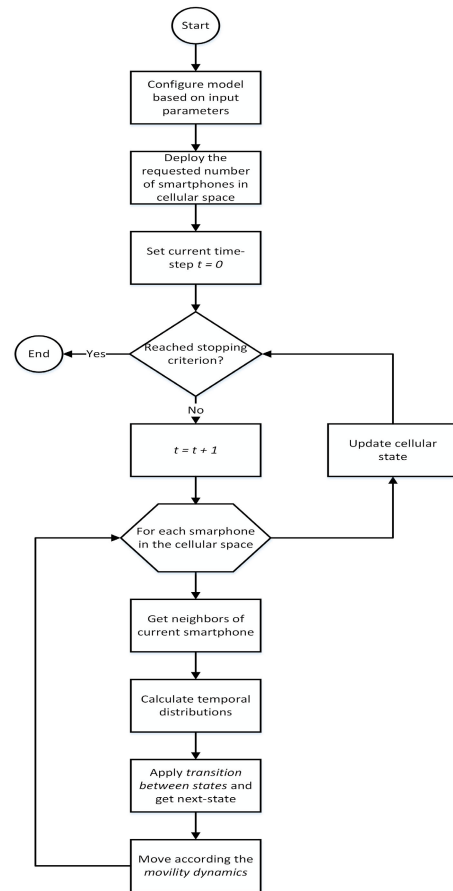 Start
Configure model
based on input
parameters
Deploy the
requested number
of smartphones in
cellular space
Set current time-
step t = 0
Reached stopping
criterion?
Yes
End
No
t = t + 1
Update cellular
state
For each smarphone
in the cellular space
Get neighbors of
current smartphone
Calculate temporal
distributions
Apply transition
between states and
get next-state
Move according the
movility dynamics